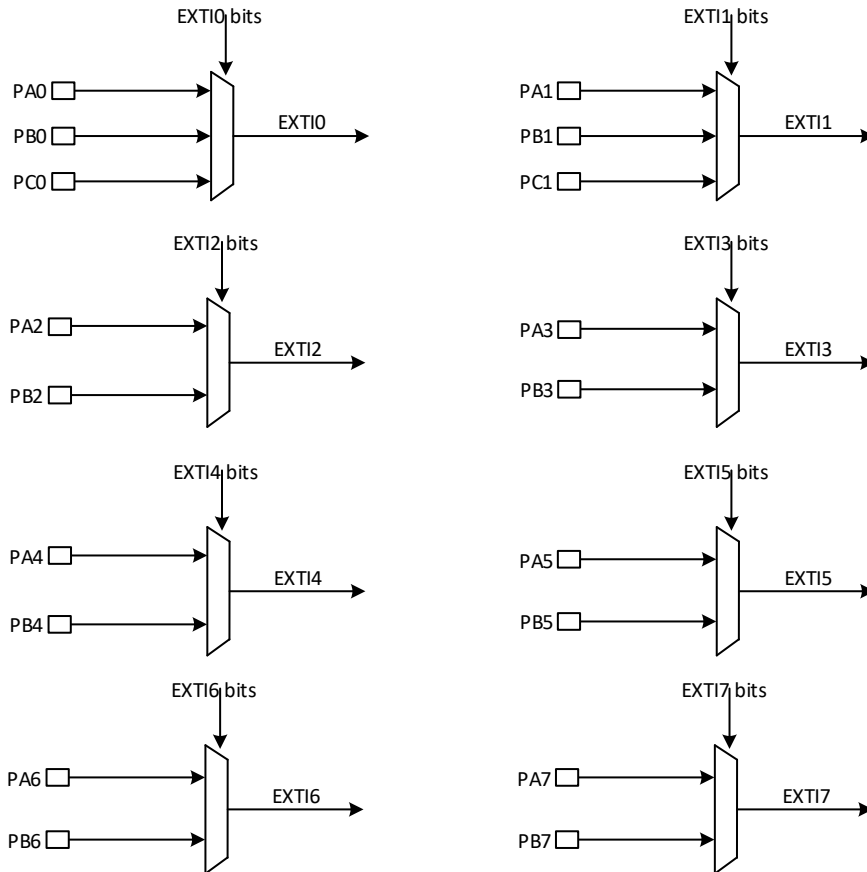 EXTI0 bits
PA0
PB0
PC0
EXTI0
EXTI1 bits
PA1
PB1
PC1
EXTI1
EXTI2 bits
PA2
PB2
EXTI2
EXTI3 bits
PA3
PB3
EXTI3
EXTI4 bits
PA4
PB4
EXTI4
EXTI5 bits
PA5
PB5
EXTI5
EXTI6 bits
PA6
PB6
EXTI6
EXTI7 bits
PA7
PB7
EXTI7